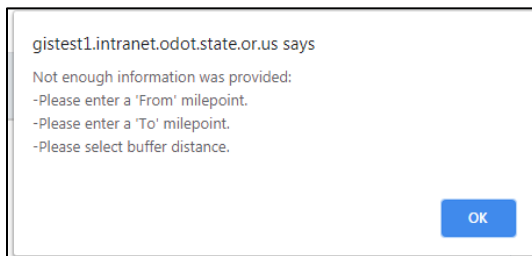 gistest1.intranet.odot.state.or.us says
Not enough information was provided:
-Please enter a 'From' milepoint.
-Please enter a 'To' milepoint.
-Please select buffer distance.
OK